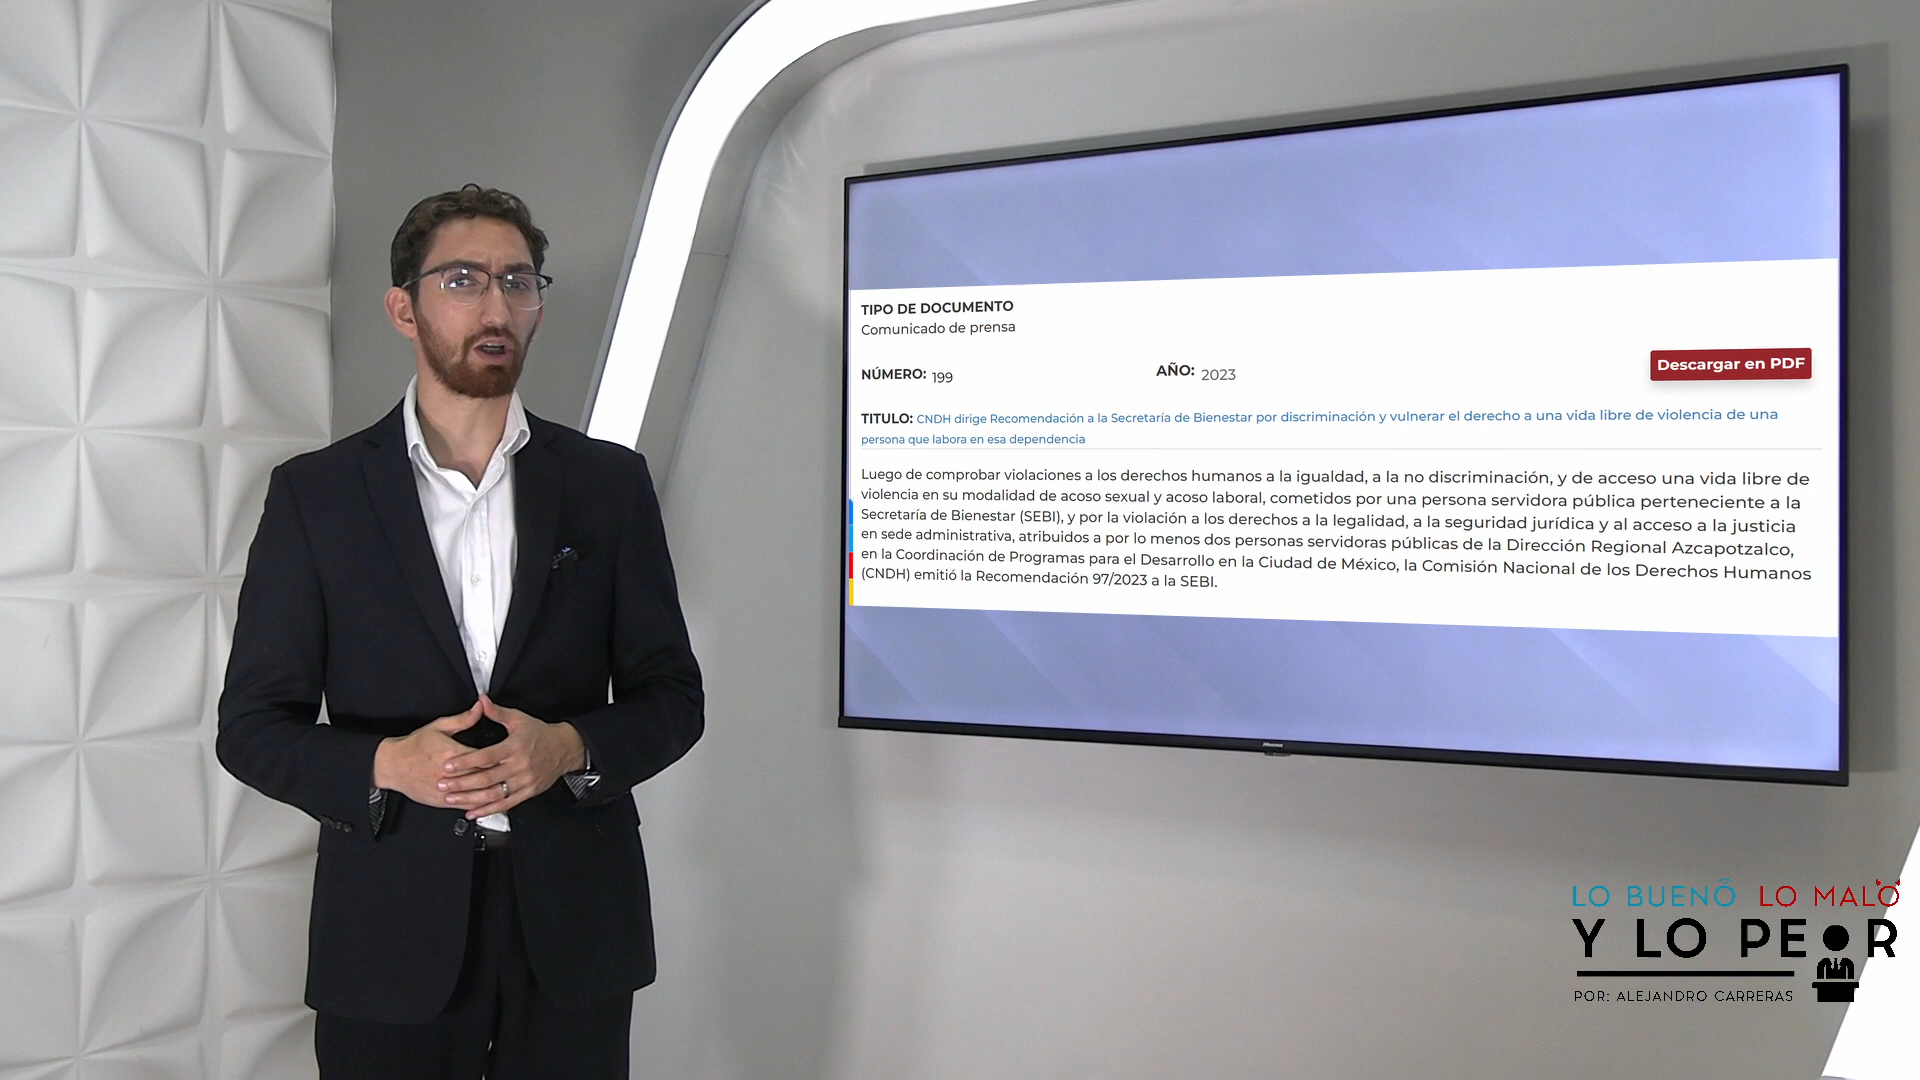 TIPO DE DOCUMENTO
Comunicado de prensa
NÚMERO: 199
AÑO: 2023
Descargar en PDF
TITULO: CNDH dirige Recomendación a la Secretaría de Bienestar por discriminación y vulnerar el derecho a una vida libre de violencia de una
persona que labora en esa dependencia
Luego de comprobar violaciones a los derechos humanos a la igualdad, a la no discriminación, y de acceso una vida libre de
violencia en su modalidad de acoso sexual y acoso laboral, cometidos por una persona servidora pública perteneciente a la
Secretaría de Bienestar (SEBI), y por la violación a los derechos a la legalidad, a la seguridad jurídica y al acceso a la justicia
en sede administrativa, atribuidos a por lo menos dos personas servidoras públicas de la Dirección Regional Azcapotzalco,
en la Coordinación de Programas para el Desarrollo en la Ciudad de México, la Comisión Nacional de los Derechos Humanos
(CNDH) emitió la Recomendación 97/2023 a la SEBI.
Hisense
LO BUENO LO MALO
Y LO PEOR
POR: ALEJANDRO CARRERAS